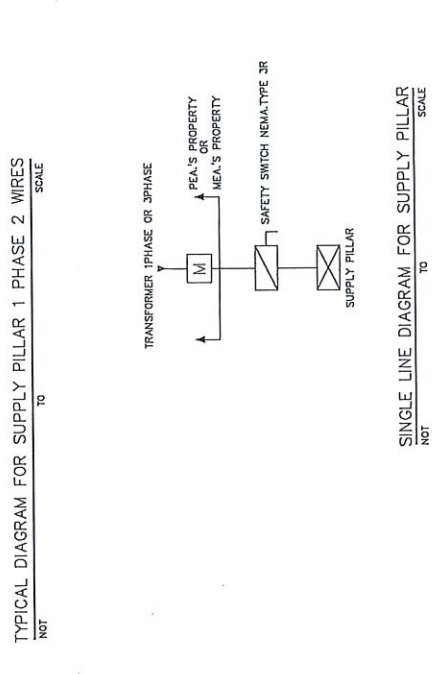 TYPICAL DIAGRAM FOR SUPPLY PILLAR 1 PHASE 2 WIRES
NOT TO SCALE
TRANSFORMER 1PHASE OR 3PHASE
M
PEA.'S PROPERTY
OR
MEA.'S PROPERTY
SAFETY SWITCH NEMA.TYPE 3R
SUPPLY PILLAR
SINGLE LINE DIAGRAM FOR SUPPLY PILLAR
NOT TO SCALE